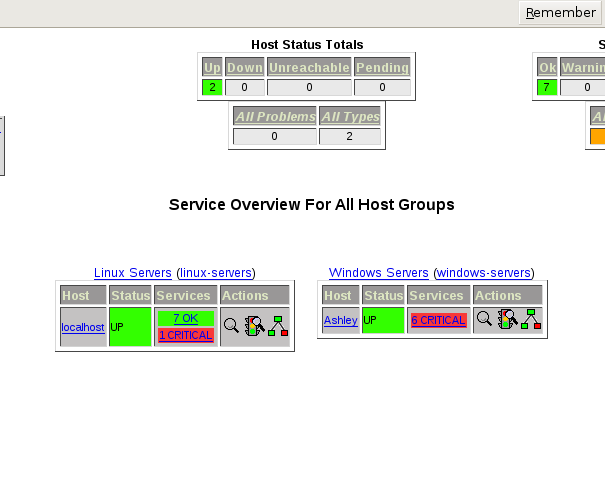 Remember
Host Status Totals
Up Down Unreachable Pending
2 0 0 0
All Problems All Types
0 2
Ok
7 0
Service Overview For All Host Groups
Linux Servers (linux-servers)
Host Status Services Actions
localhost UP 7 OK
1 CRITICAL
Windows Servers (windows-servers)
Host Status Services Actions
Ashley UP 6 CRITICAL